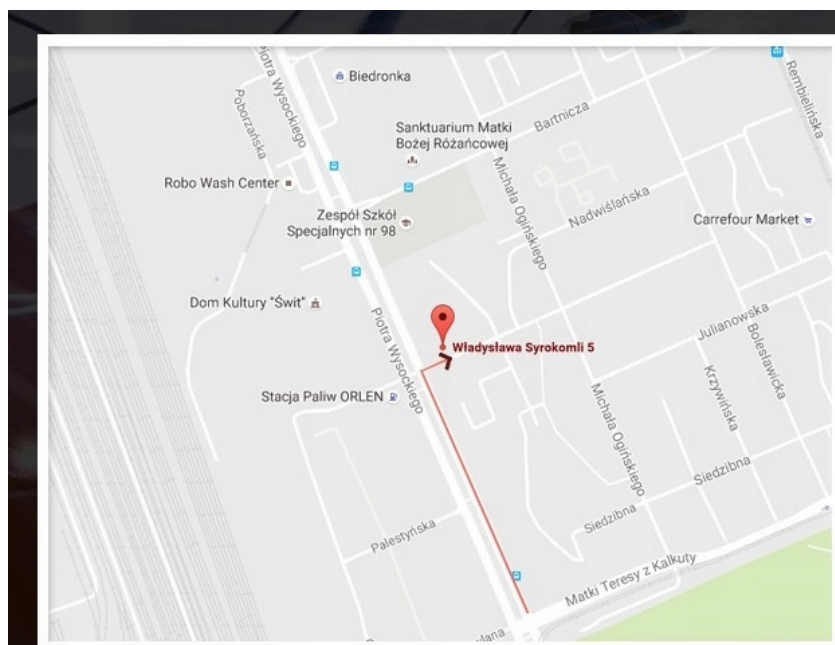 Piotra Wysockiego
Biedronka
Poborzańska
Sanktuarium Matki
Bożej Różańcowej
Bartnicza
Rembielińska
Robo Wash Center
Michała Ogińskiego
Zespół Szkół
Specjalnych nr 98
Nadwiślańska
Carrefour Market
Dom Kultury "Świt"
Piotra Wysockiego
Władysława Syrokomli 5
Julianowska
Bolesławicka
Krzywińska
Stacja Paliw ORLEN
Michała Ogińskiego
Siedzibna
Siedzibna
Palestyńska
Matki Teresy z Kalkuty